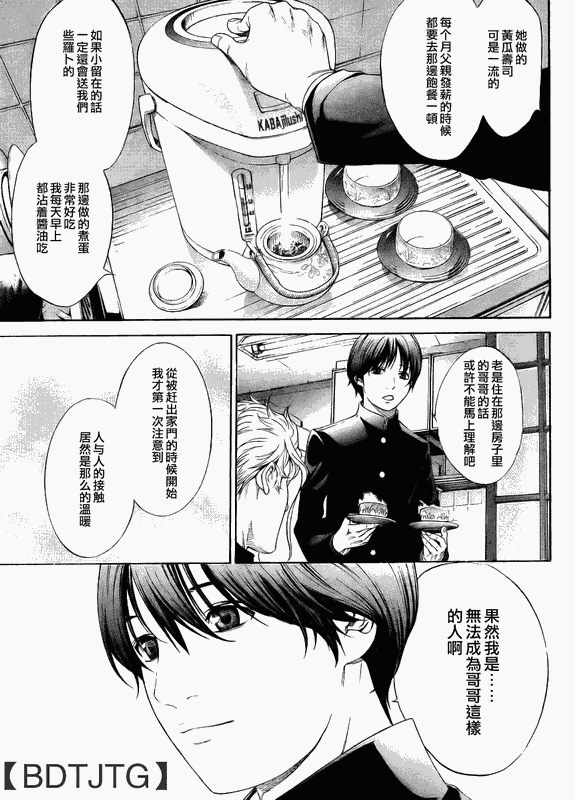 她做的
黃瓜壽司
可是一流的
每个月父親發薪的時候
都要去那邊飽餐一頓
如果小留在的話
一定還會送我們
些羅卜的
KABAjillushi
那邊做的煮蛋
非常好吃
我每天早上
都沾着醬油吃
老是住在那邊房子里
的哥哥的話
或許不能馬上理解吧
從被赶出家門的時候開始
我才第一次注意到
人与人的接触
居然是那么的溫暖
果然我是……
無法成為哥哥這樣
的人啊
【BDTJTG】